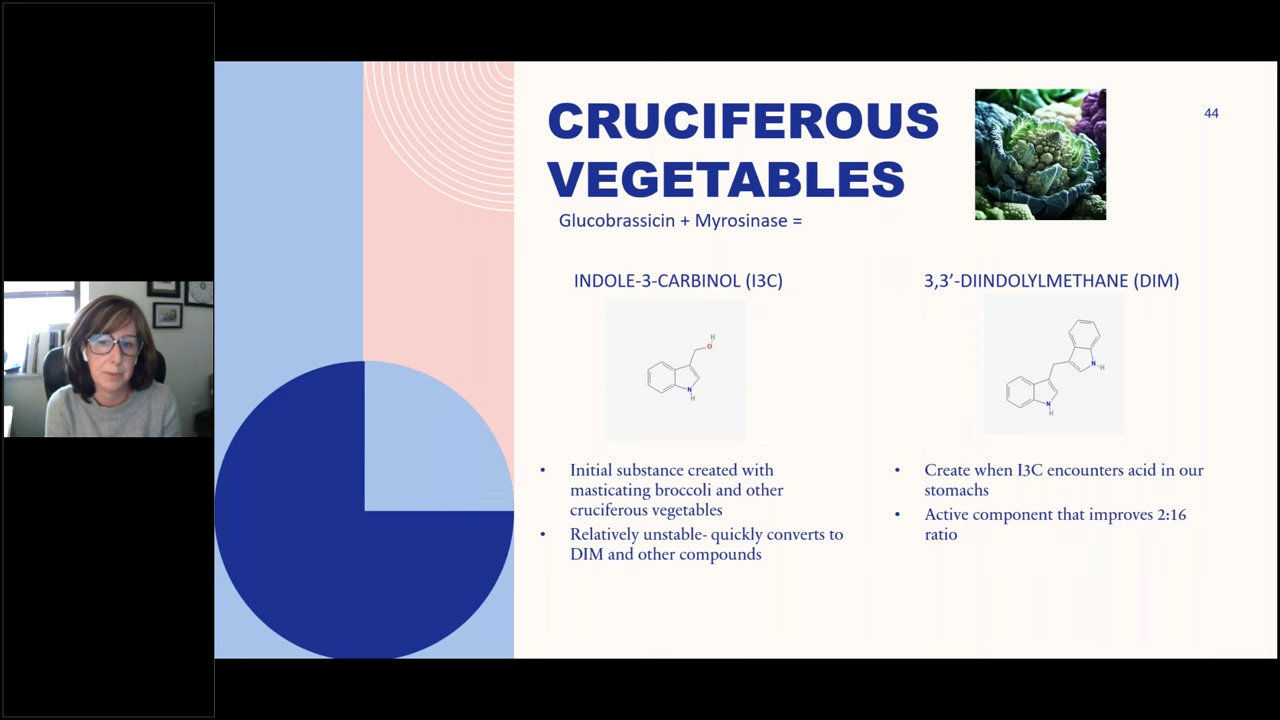 CRUCIFEROUS
VEGETABLES
44
Glucobrassicin + Myrosinase =
INDOLE-3-CARBINOL (I3C)
H
O
N
H
• Initial substance created with
masticating broccoli and other
cruciferous vegetables
• Relatively unstable- quickly converts to
DIM and other compounds
3,3’-DIINDOLYLMETHANE (DIM)
N
H
N
H
• Create when I3C encounters acid in our
stomachs
• Active component that improves 2:16
ratio